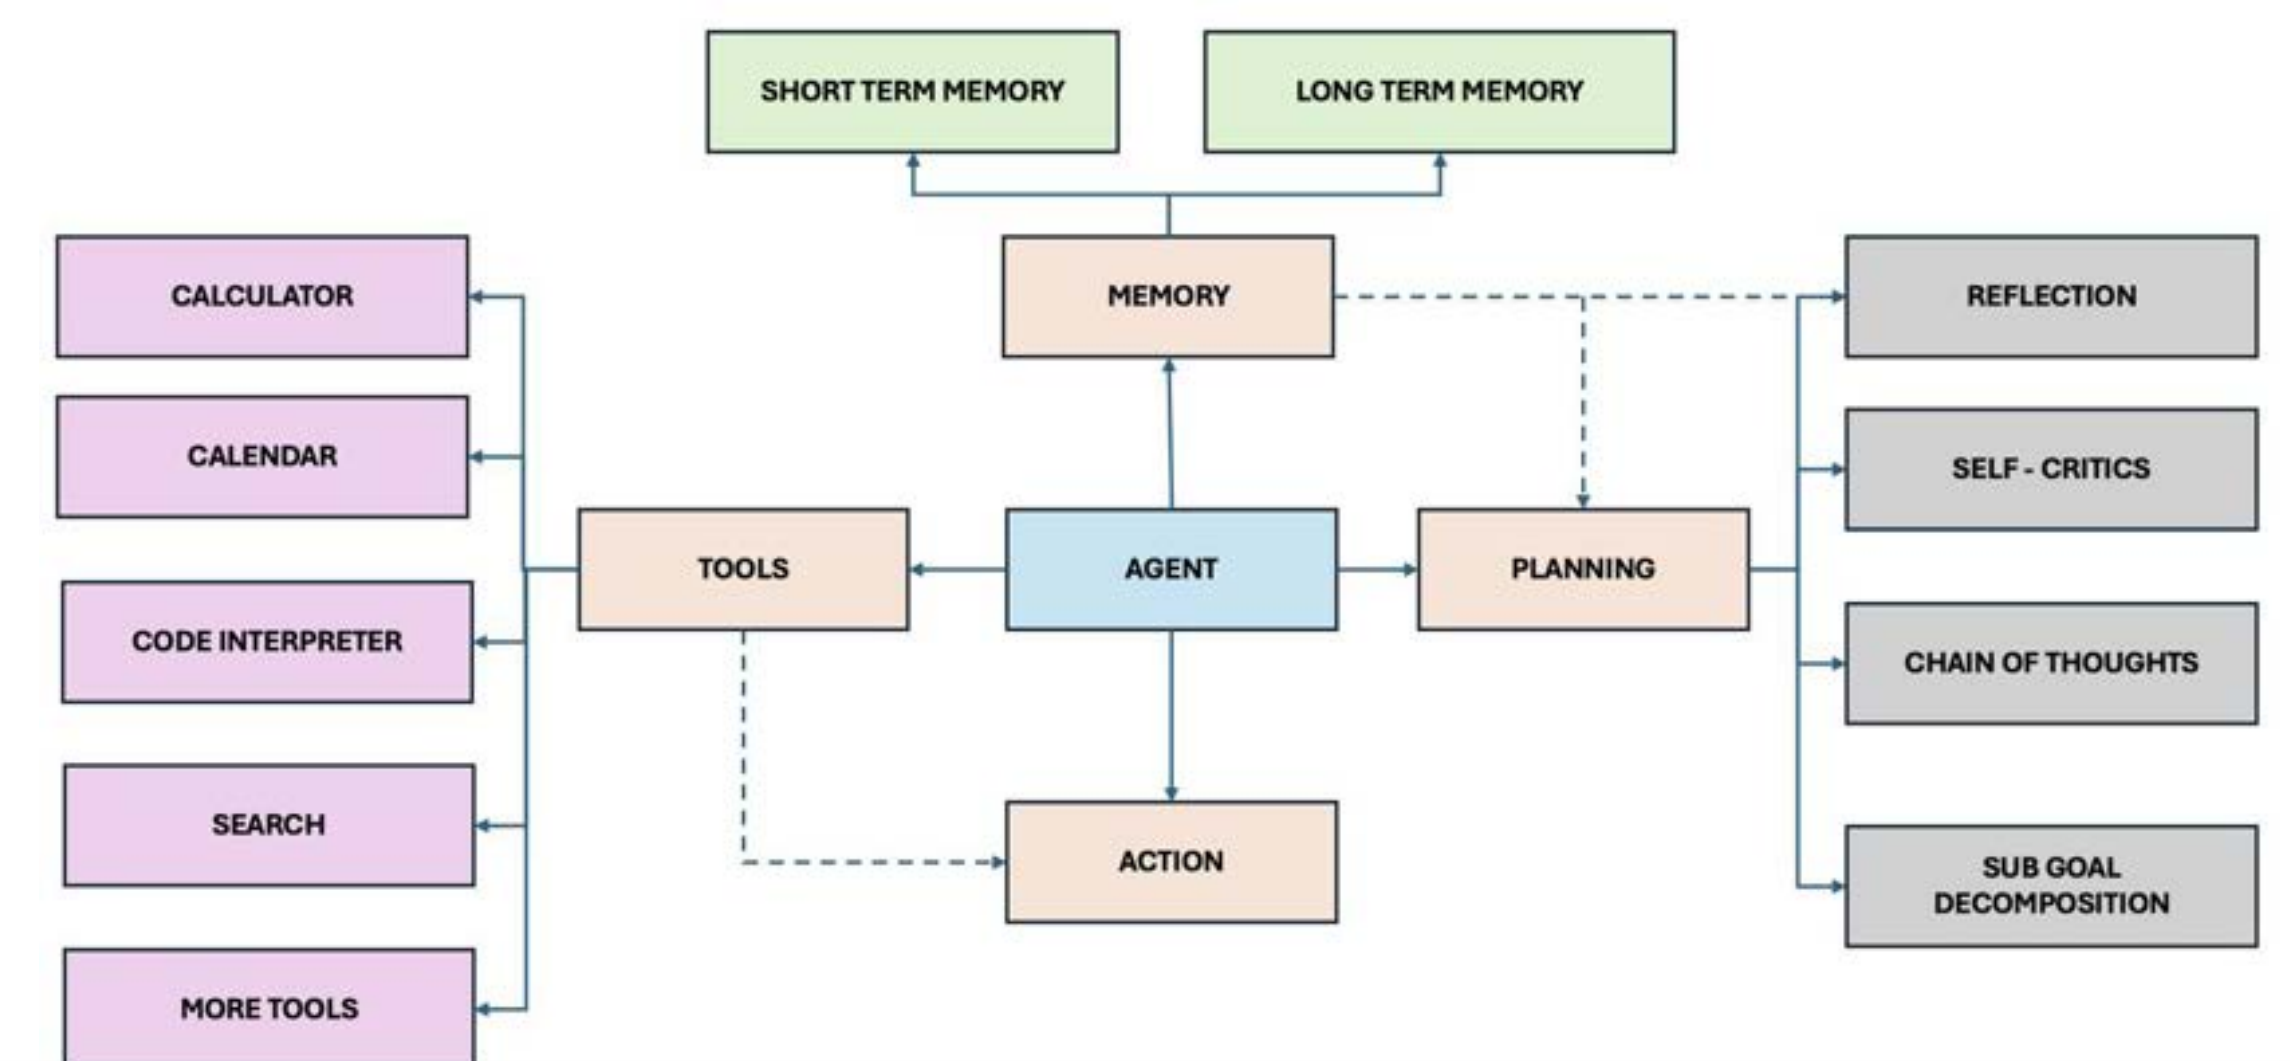 SHORT TERM MEMORY
LONG TERM MEMORY
CALCULATOR
MEMORY
REFLECTION
CALENDAR
SELF - CRITICS
TOOLS
AGENT
PLANNING
CODE INTERPRETER
CHAIN OF THOUGHTS
SEARCH
ACTION
SUB GOAL
DECOMPOSITION
MORE TOOLS